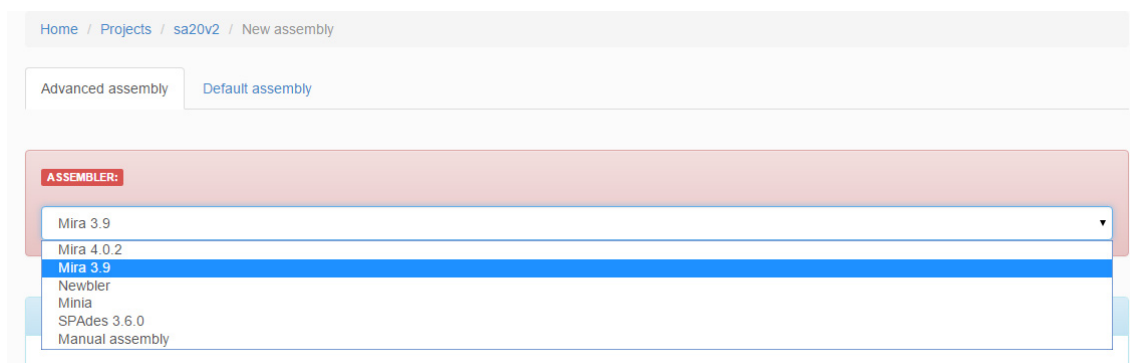 Home / Projects / sa20v2 / New assembly
Advanced assembly Default assembly
ASSEMBLER:
Mira 3.9
Mira 4.0.2
Mira 3.9
Newbler
Minia
SPAdes 3.6.0
Manual assembly